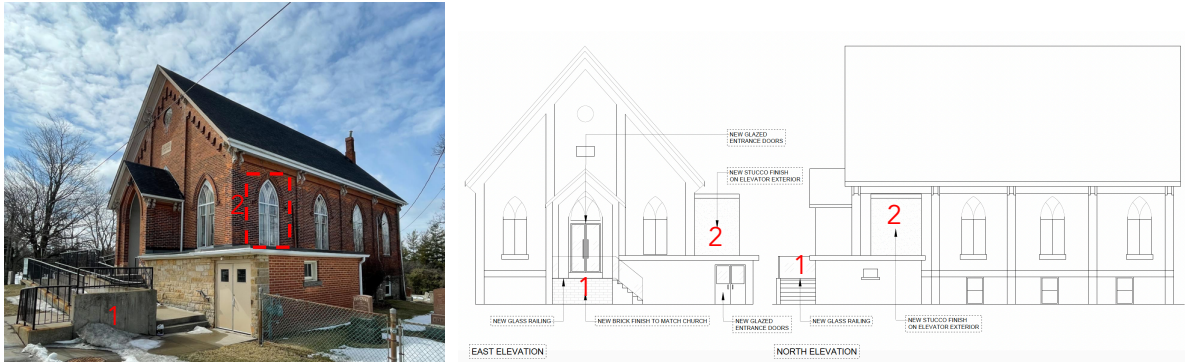 1
2
NEW GLAZED
ENTRANCE DOORS
NEW STUCCO FINISH
ON ELEVATOR EXTERIOR
2
1
NEW GLASS RAILING
NEW BRICK FINISH TO MATCH CHURCH
NEW GLAZED
ENTRANCE DOORS
EAST ELEVATION
2
1
NEW GLASS RAILING
NEW STUCCO FINISH
ON ELEVATOR EXTERIOR
NORTH ELEVATION